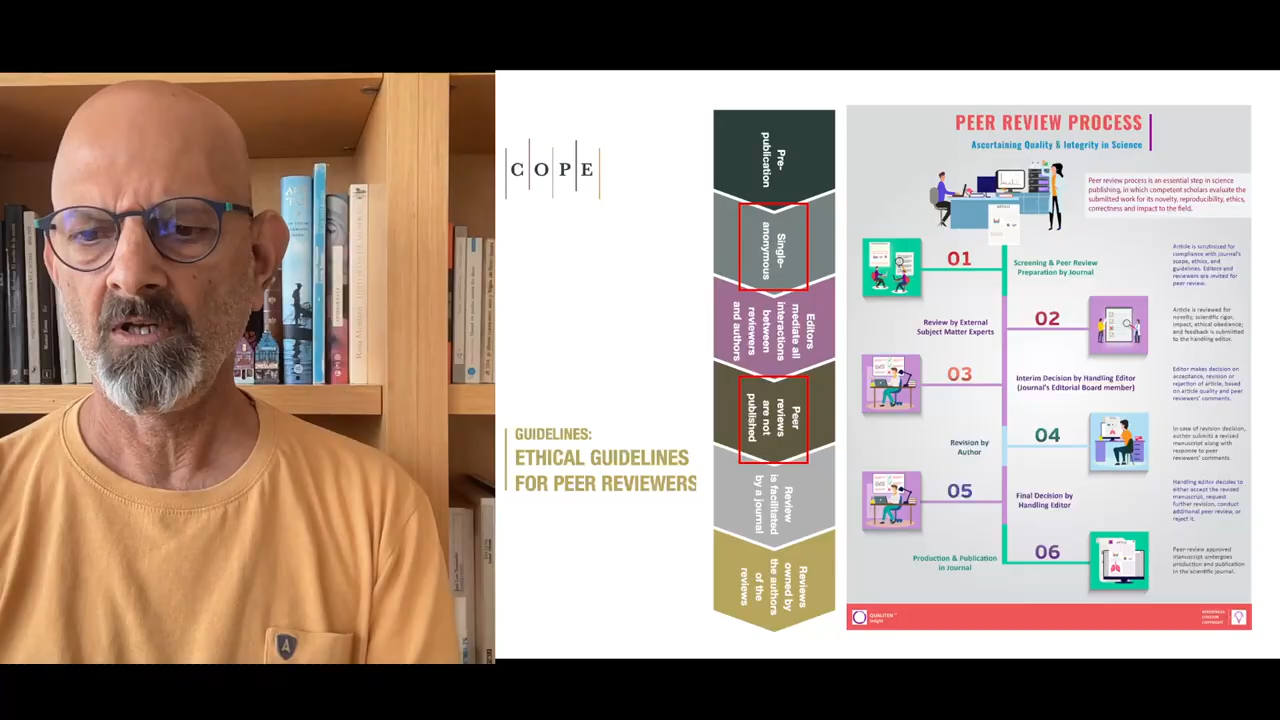 COPE
GUIDELINES:
ETHICAL GUIDELINES
FOR PEER REVIEWERS
Pre-
publication
Single-
anonymous
Editors
mediate all
interactions
between
reviewers
and authors
Peer
reviews
are not
published
Review
is facilitated
by a journal
Reviews
owned by
the authors
of the
reviews
PEER REVIEW PROCESS
Ascertaining Quality & Integrity in Science
Peer review process is an essential step in science
publishing, in which competent scholars evaluate the
submitted work for its novelty, reproducibility, ethics,
correctness and impact to the field.
ARTICLE
01
Screening & Peer Review
Preparation by Journal
Article is scrutinized for
compliance with journal's
scope, ethics, and
guidelines. Editors and
reviewers are invited for
peer review.
02
Review by External
Subject Matter Experts
Article is reviewed for
novelty, scientific rigor,
impact, ethical obedience;
and feedback is submitted
to the handling editor.
03
Interim Decision by Handling Editor
(Journal's Editorial Board member)
Editor makes decision on
acceptance, revision or
rejection of article, based
on article quality and peer
reviewers' comments.
04
Revision by
Author
In case of revision decision,
author submits a revised
manuscript along with
response to peer
reviewers' comments.
05
Final Decision by
Handling Editor
Handling editor decides to
either accept the revised
manuscript, request
further revision, conduct
additional peer review, or
reject it.
06
Production & Publication
in Journal
Peer-review approved
manuscript undergoes
production and publication
in the scientific journal.
QUALITEN™
Insight